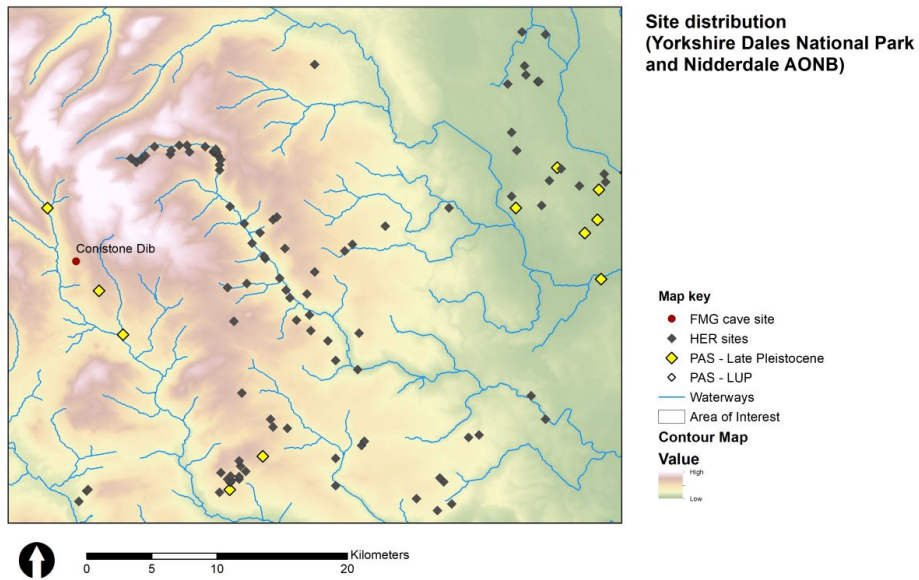 Site distribution
(Yorkshire Dales National Park
and Nidderdale AONB)
Conistone Dib
Map key
FMG cave site
HER sites
PAS - Late Pleistocene
PAS - LUP
Waterways
Area of Interest
Contour Map
Value
High
Low
Kilometers
0 5 10 20